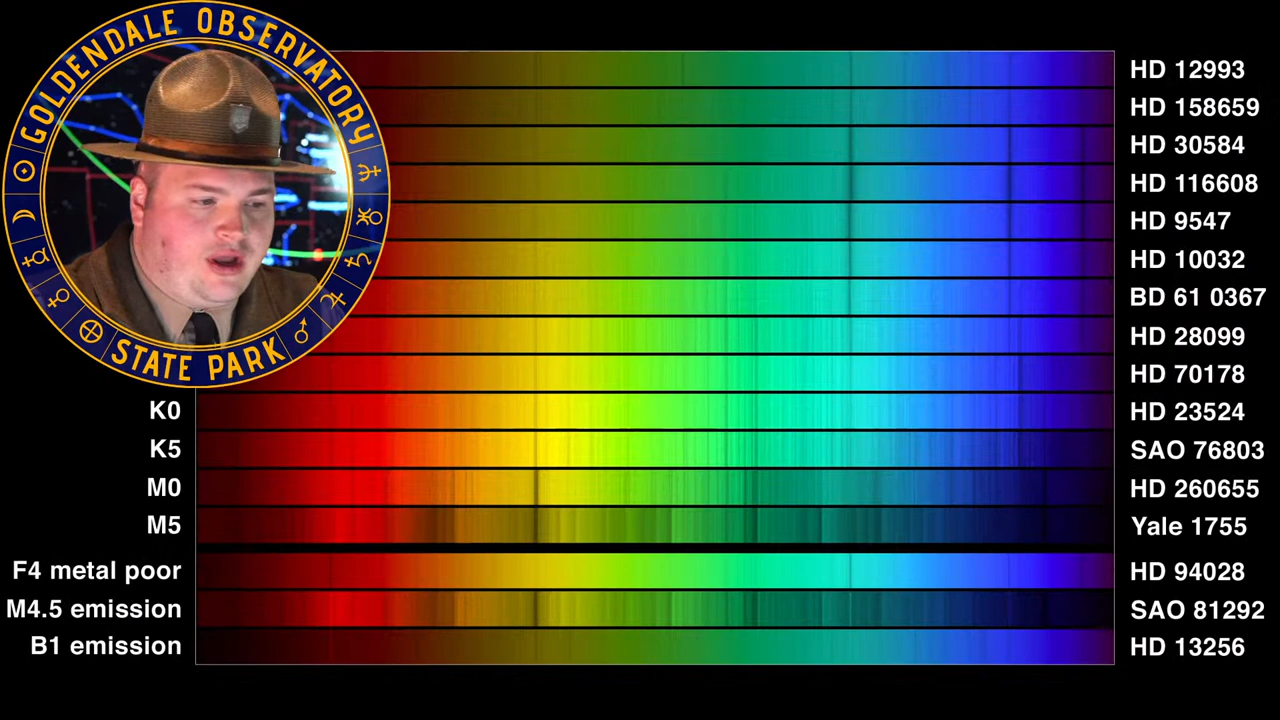 GOLDENDALE OBSERVATORY
STATE PARK
HD 12993
HD 158659
HD 30584
HD 116608
HD 9547
HD 10032
BD 61 0367
HD 28099
HD 70178
K0 HD 23524
K5 SAO 76803
M0 HD 260655
M5 Yale 1755
F4 metal poor HD 94028
M4.5 emission SAO 81292
B1 emission HD 13256